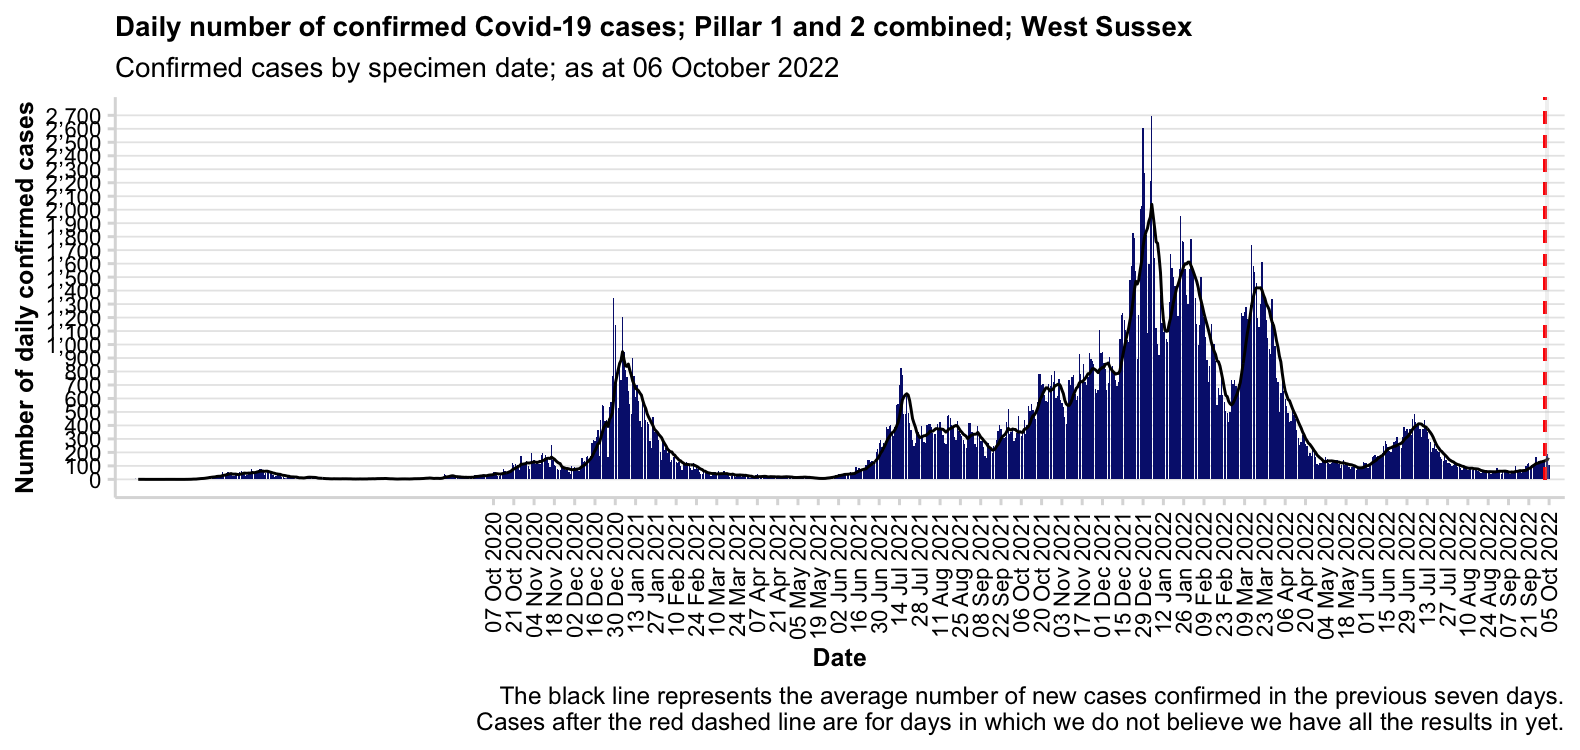 Daily number of confirmed Covid-19 cases; Pillar 1 and 2 combined; West Sussex
Confirmed cases by specimen date; as at 06 October 2022
Number of daily confirmed cases
2,700
2,600
2,500
2,400
2,300
2,200
2,100
2,000
1,900
1,800
1,700
1,600
1,500
1,400
1,300
1,200
1,100
1,000
900
800
700
600
500
400
300
200
100
0
07 Oct 2020
21 Oct 2020
04 Nov 2020
18 Nov 2020
02 Dec 2020
16 Dec 2020
30 Dec 2020
13 Jan 2021
27 Jan 2021
10 Feb 2021
24 Feb 2021
10 Mar 2021
24 Mar 2021
07 Apr 2021
21 Apr 2021
05 May 2021
19 May 2021
02 Jun 2021
16 Jun 2021
30 Jun 2021
14 Jul 2021
28 Jul 2021
11 Aug 2021
25 Aug 2021
08 Sep 2021
22 Sep 2021
06 Oct 2021
20 Oct 2021
03 Nov 2021
17 Nov 2021
01 Dec 2021
15 Dec 2021
29 Dec 2021
12 Jan 2022
26 Jan 2022
09 Feb 2022
23 Feb 2022
09 Mar 2022
23 Mar 2022
06 Apr 2022
20 Apr 2022
04 May 2022
18 May 2022
01 Jun 2022
15 Jun 2022
29 Jun 2022
13 Jul 2022
27 Jul 2022
10 Aug 2022
24 Aug 2022
07 Sep 2022
21 Sep 2022
05 Oct 2022
Date
The black line represents the average number of new cases confirmed in the previous seven days.
Cases after the red dashed line are for days in which we do not believe we have all the results in yet.